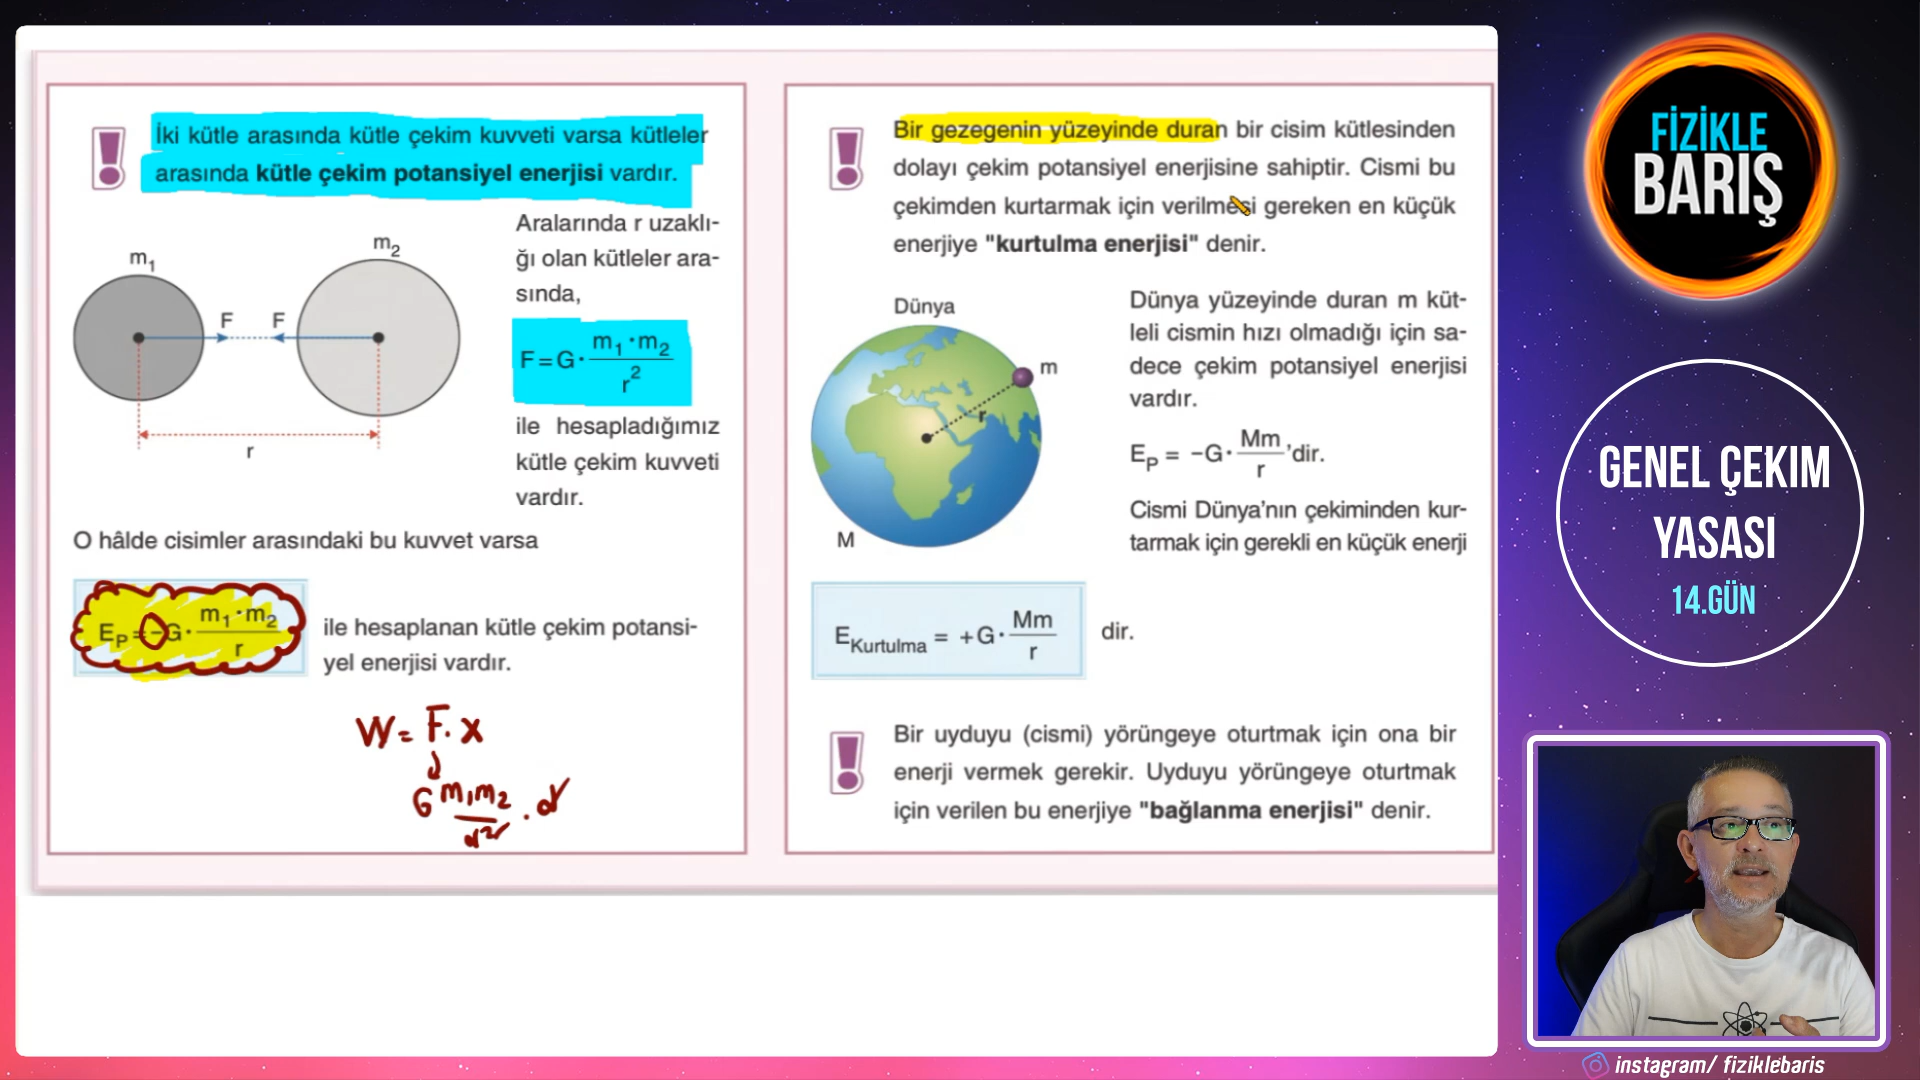 İki kütle arasında kütle çekim kuvveti varsa kütleler
arasında kütle çekim potansiyel enerjisi vardır.
m1
m2
F
F
r
Aralarında r uzaklı-
ğı olan kütleler ara-
sında,
F = G · m1 · m2 / r²
ile hesapladığımız
kütle çekim kuvveti
vardır.
O hâlde cisimler arasındaki bu kuvvet varsa
EP = −G · m1 · m2 / r
ile hesaplanan kütle çekim potansi-
yel enerjisi vardır.
W = F. x
G m1m2 / r² . r
Bir gezegenin yüzeyinde duran bir cisim kütlesinden
dolayı çekim potansiyel enerjisine sahiptir. Cismi bu
çekimden kurtarmak için verilmesi gereken en küçük
enerjiye "kurtulma enerjisi" denir.
Dünya
m
r
M
Dünya yüzeyinde duran m küt-
leli cismin hızı olmadığı için sa-
dece çekim potansiyel enerjisi
vardır.
EP = −G · Mm / r 'dir.
Cismi Dünya'nın çekiminden kur-
tarmak için gerekli en küçük enerji
EKurtulma = +G · Mm / r dir.
Bir uyduyu (cismi) yörüngeye oturtmak için ona bir
enerji vermek gerekir. Uyduyu yörüngeye oturtmak
için verilen bu enerjiye "bağlanma enerjisi" denir.
FİZİKLE
BARIŞ
GENEL ÇEKIM
YASASI
14.GÜN
instagram/ fiziklebaris